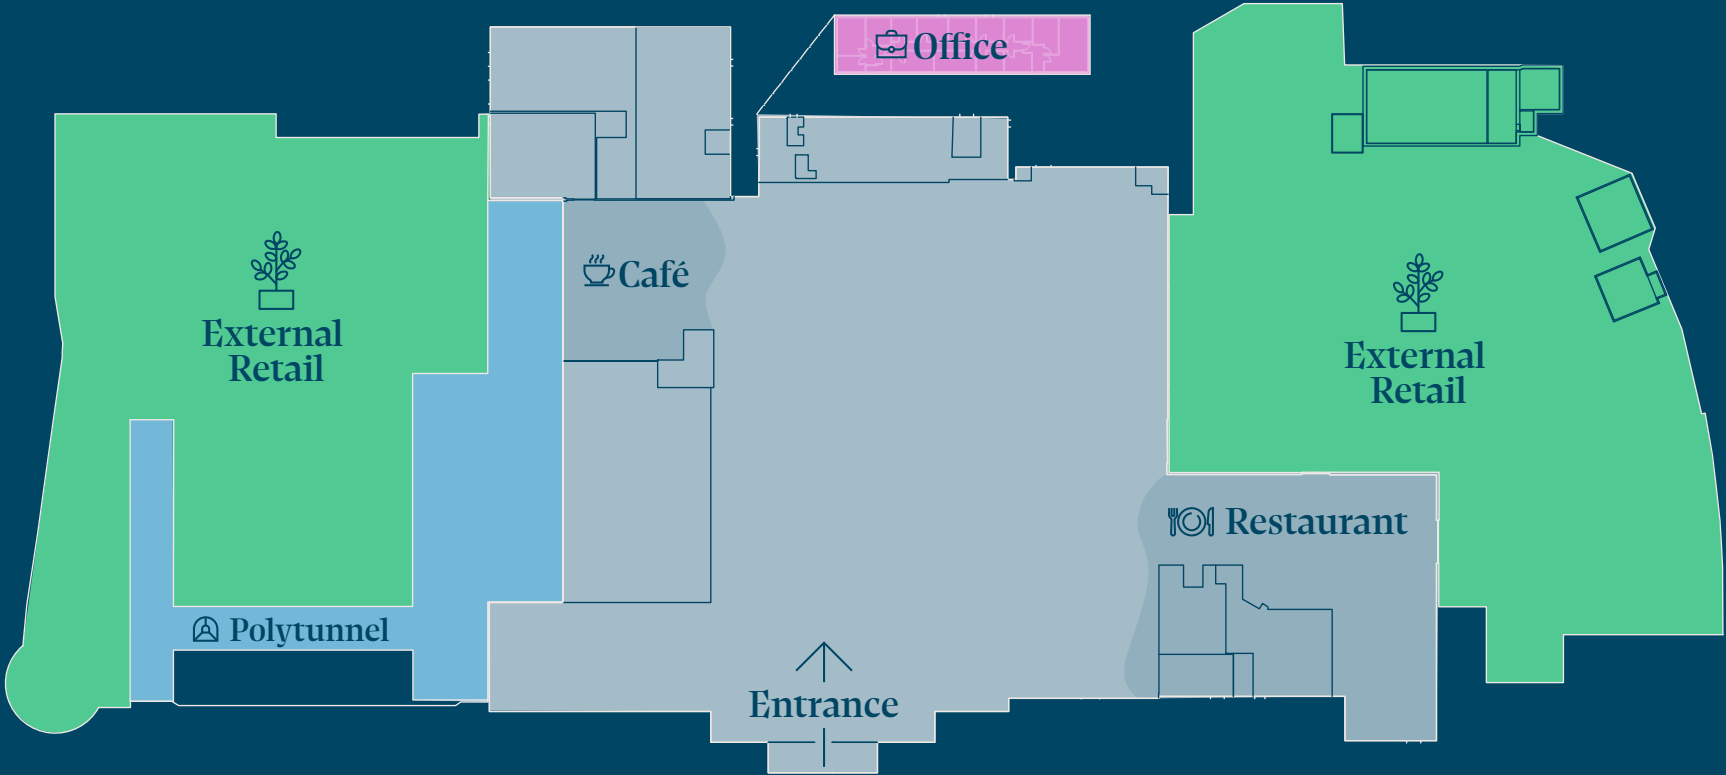 Office
External
Retail
Café
External
Retail
Restaurant
Polytunnel
Entrance